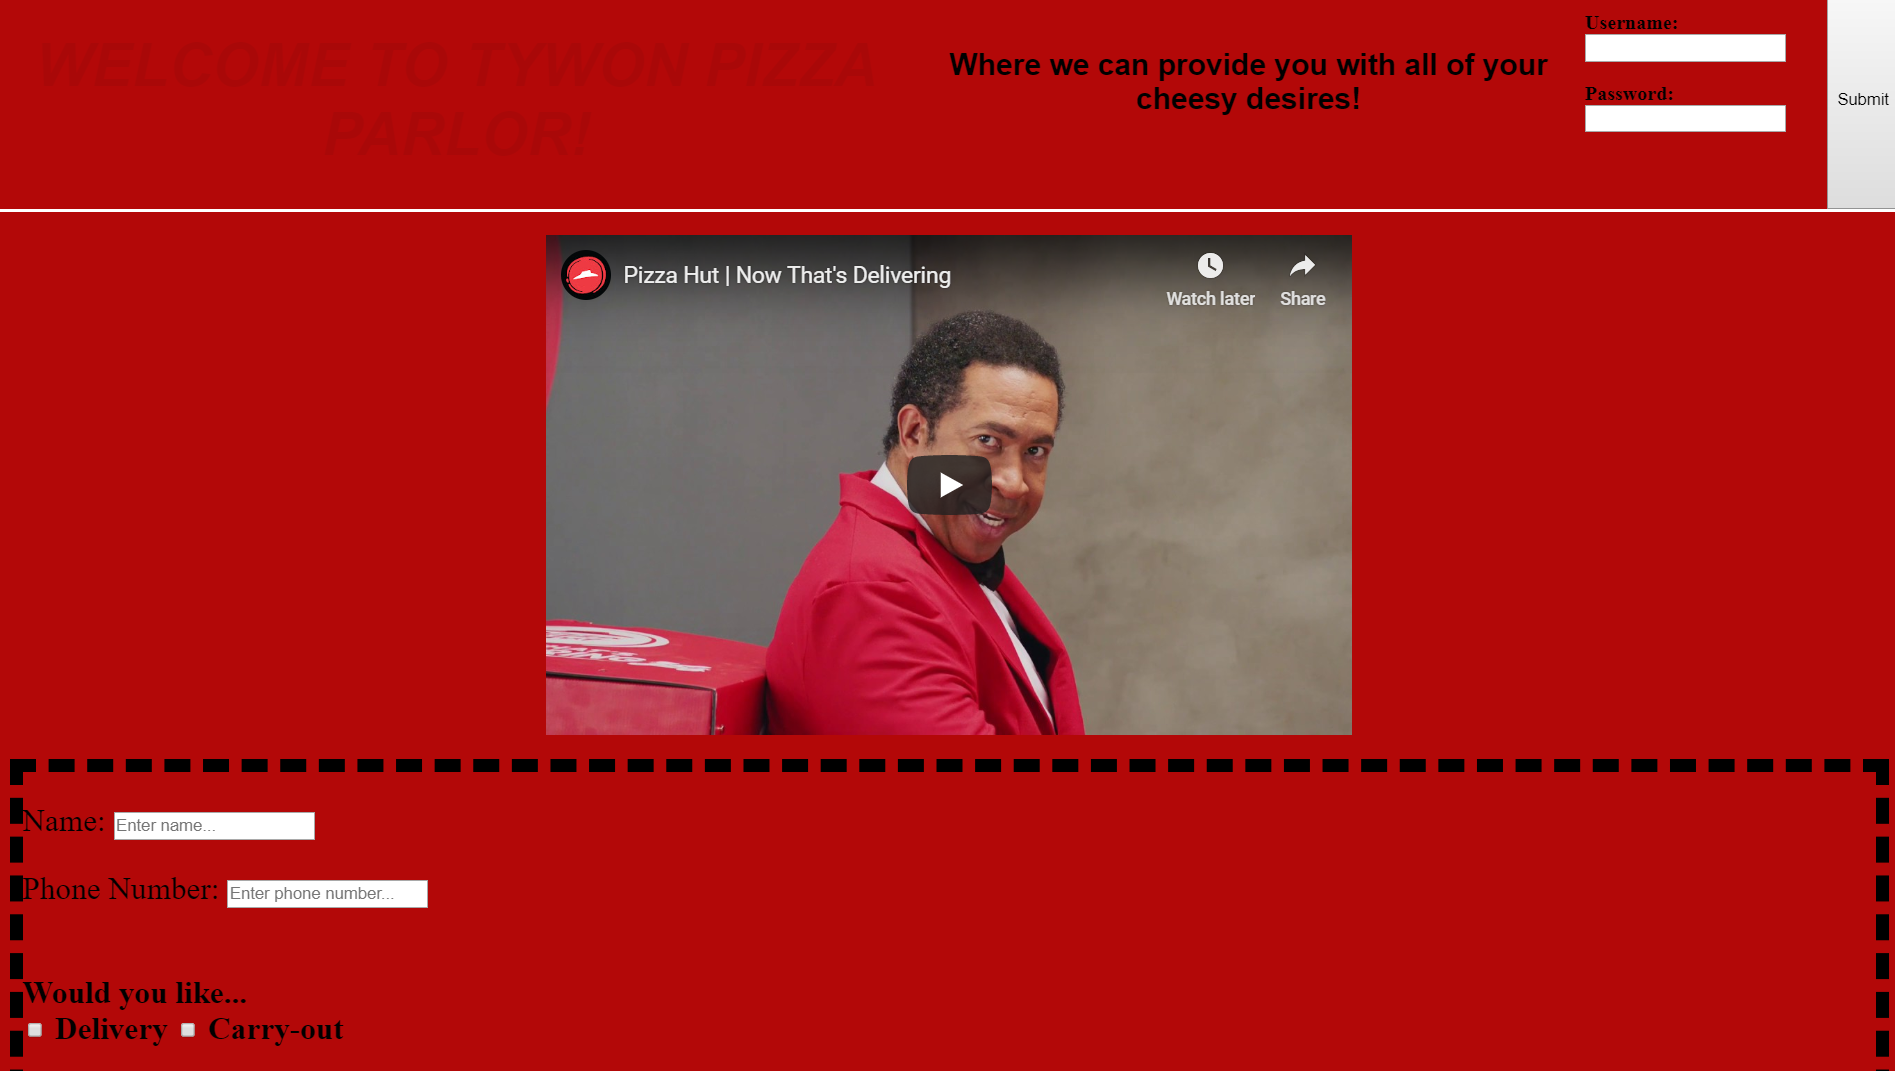 WELCOME TO TYWON PIZZA
PARLOR!
Where we can provide you with all of your
cheesy desires!
Username:
Password:
Submit
Pizza Hut | Now That's Delivering
Watch later
Share
Name: Enter name...
Phone Number: Enter phone number...
Would you like...
Delivery Carry-out